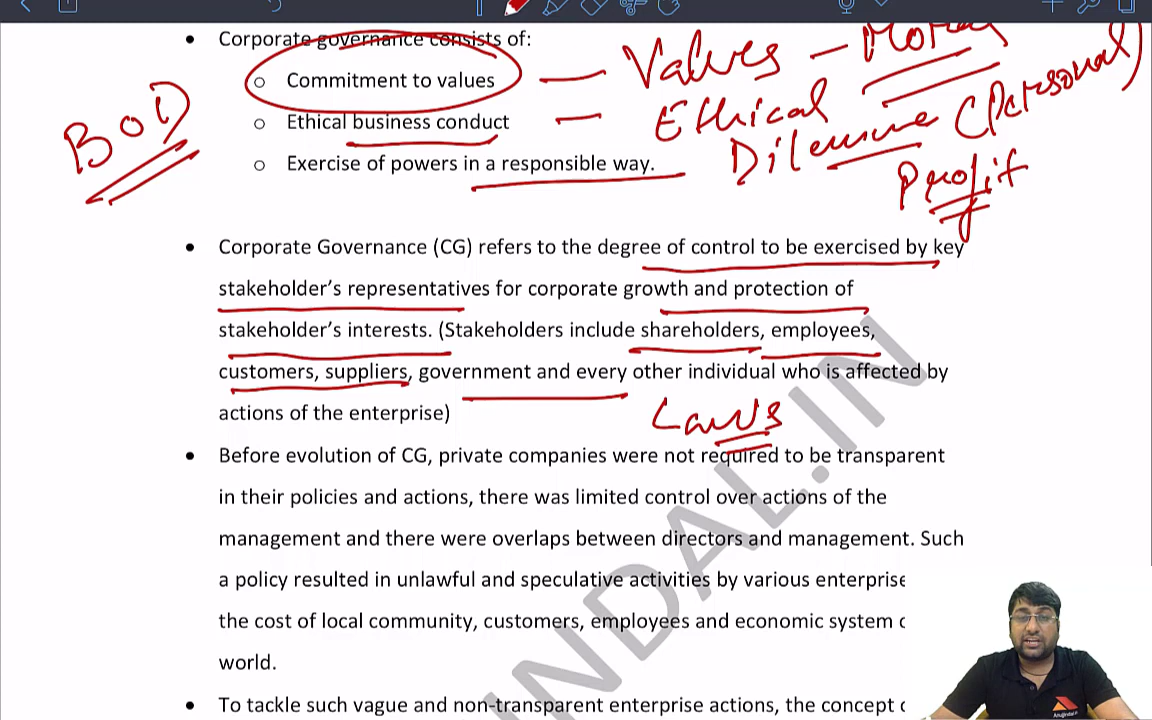 Corporate governance consists of:
Commitment to values
Ethical business conduct
Exercise of powers in a responsible way.
BOD
Values –
Ethical
Dilemma (Personal)
Profit
Corporate Governance (CG) refers to the degree of control to be exercised by key
stakeholder’s representatives for corporate growth and protection of
stakeholder’s interests. (Stakeholders include shareholders, employees,
customers, suppliers, government and every other individual who is affected by
actions of the enterprise)
Laws
Before evolution of CG, private companies were not required to be transparent
in their policies and actions, there was limited control over actions of the
management and there were overlaps between directors and management. Such
a policy resulted in unlawful and speculative activities by various enterprise
the cost of local community, customers, employees and economic system
world.
To tackle such vague and non-transparent enterprise actions, the concept
INDAL.IN